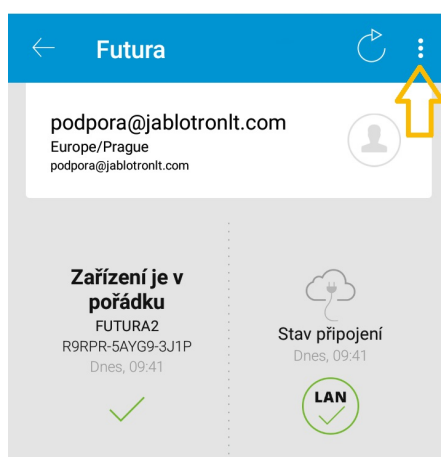 Futura
podpora@jablotronlt.com
Europe/Prague
podpora@jablotronlt.com
Zařízení je v
pořádku
FUTURA2
R9RPR-5AYG9-3J1P
Dnes, 09:41
Stav připojení
Dnes, 09:41
LAN